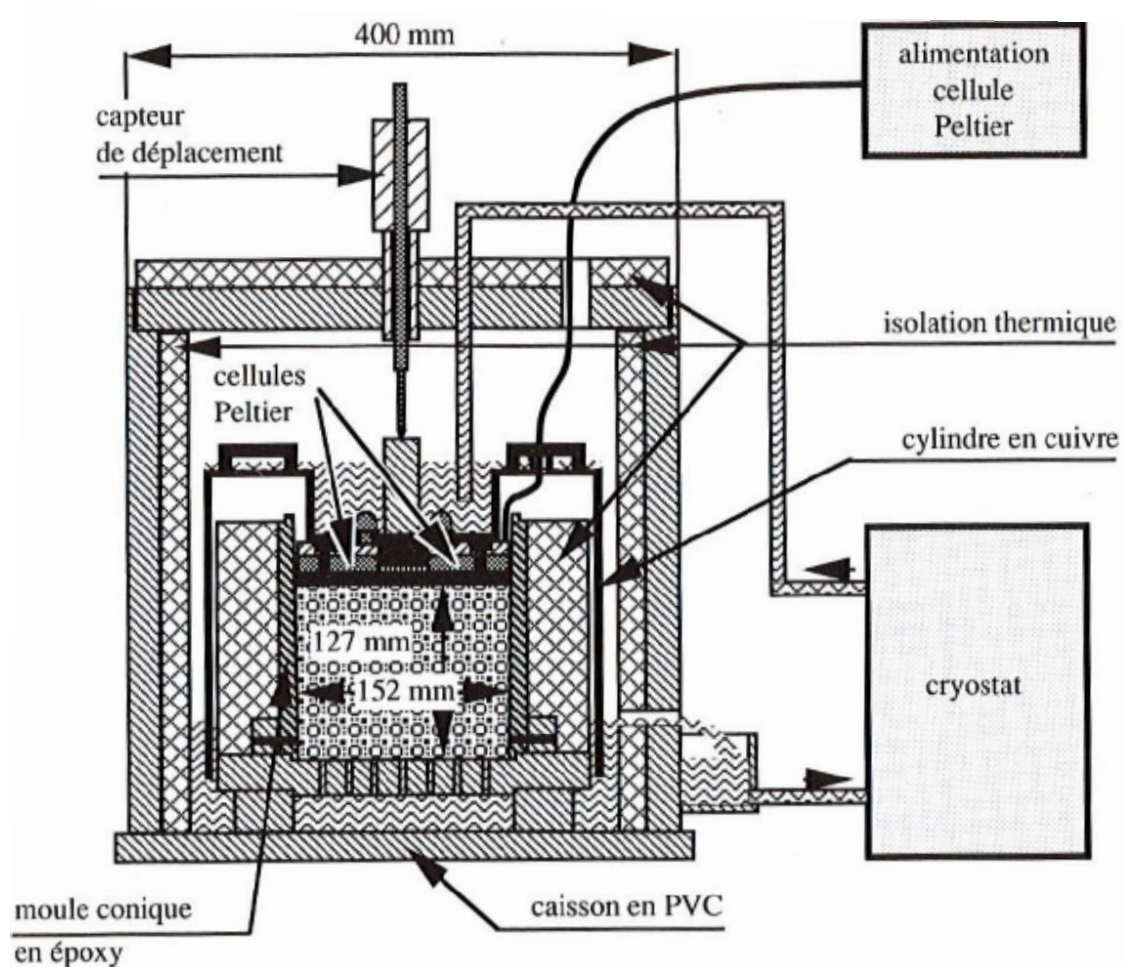 400 mm
alimentation
cellule
Peltier
capteur
de déplacement
isolation thermique
cellules
Peltier
cylindre en cuivre
127 mm
152 mm
cryostat
moule conique
en époxy
caisson en PVC